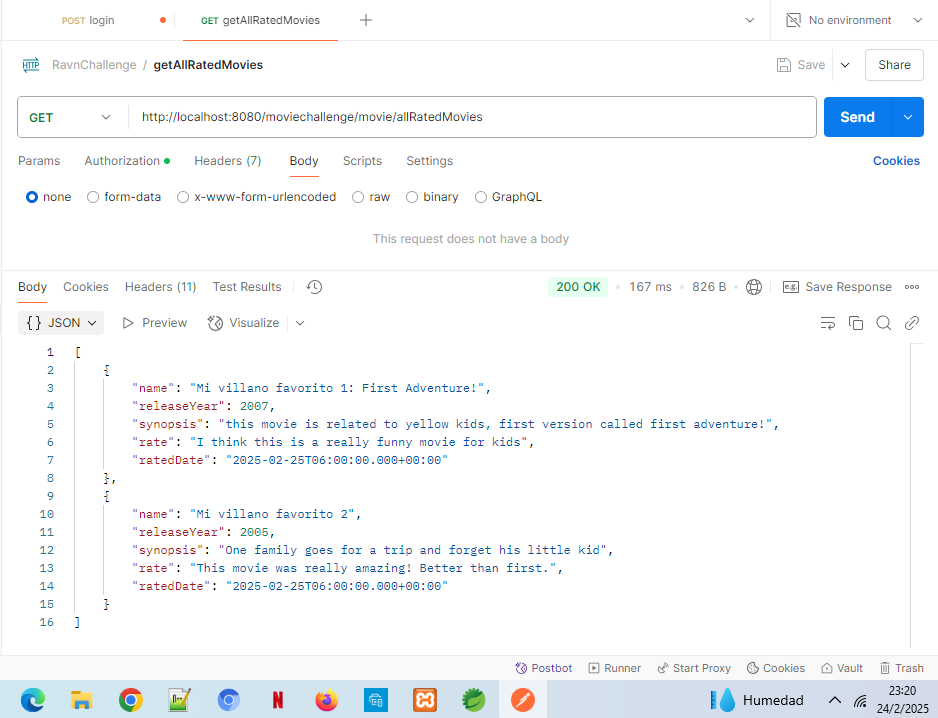 POST login
GET getAllRatedMovies
No environment
HTTP RavnChallenge / getAllRatedMovies
Save
Share
GET
http://localhost:8080/moviechallenge/movie/allRatedMovies
Send
Params
Authorization
Headers (7)
Body
Scripts
Settings
Cookies
none
form-data
x-www-form-urlencoded
raw
binary
GraphQL
This request does not have a body
Body
Cookies
Headers (11)
Test Results
200 OK
167 ms
826 B
e.g.
Save Response
{} JSON
Preview
Visualize
1 [
2 {
3 "name": "Mi villano favorito 1: First Adventure!",
4 "releaseYear": 2007,
5 "synopsis": "this movie is related to yellow kids, first version called first adventure!",
6 "rate": "I think this is a really funny movie for kids",
7 "ratedDate": "2025-02-25T06:00:00.000+00:00"
8 },
9 {
10 "name": "Mi villano favorito 2",
11 "releaseYear": 2005,
12 "synopsis": "One family goes for a trip and forget his little kid",
13 "rate": "This movie was really amazing! Better than first.",
14 "ratedDate": "2025-02-25T06:00:00.000+00:00"
15 }
16 ]
Postbot
Runner
Start Proxy
Cookies
Vault
Trash
Humedad
23:20
24/2/2025